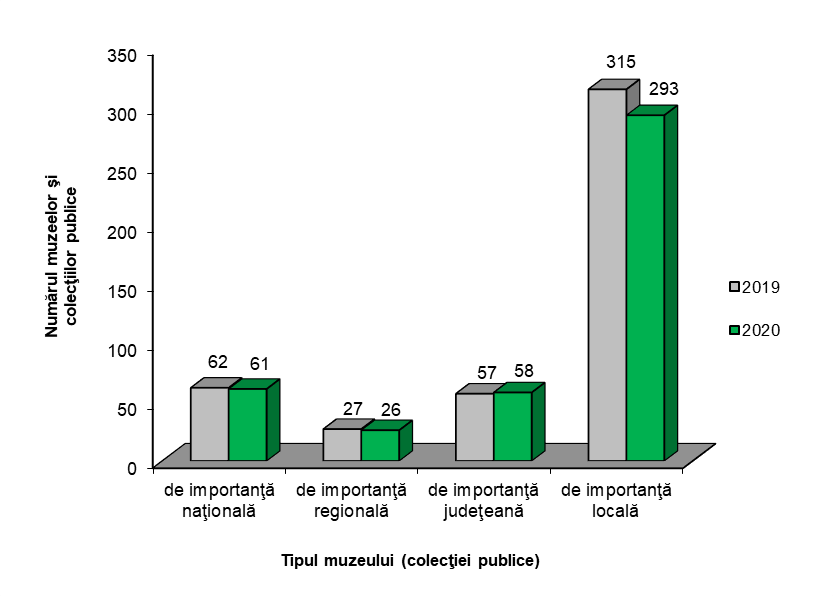 350
300
250
200
150
100
50
0
Numărul muzeelor şi
colecţiilor publice
62
61
27
26
57
58
315
293
2019
2020
de importanţă
naţională
de importanţă
regională
de importanţă
judeţeană
de importanţă
locală
Tipul muzeului (colecţiei publice)